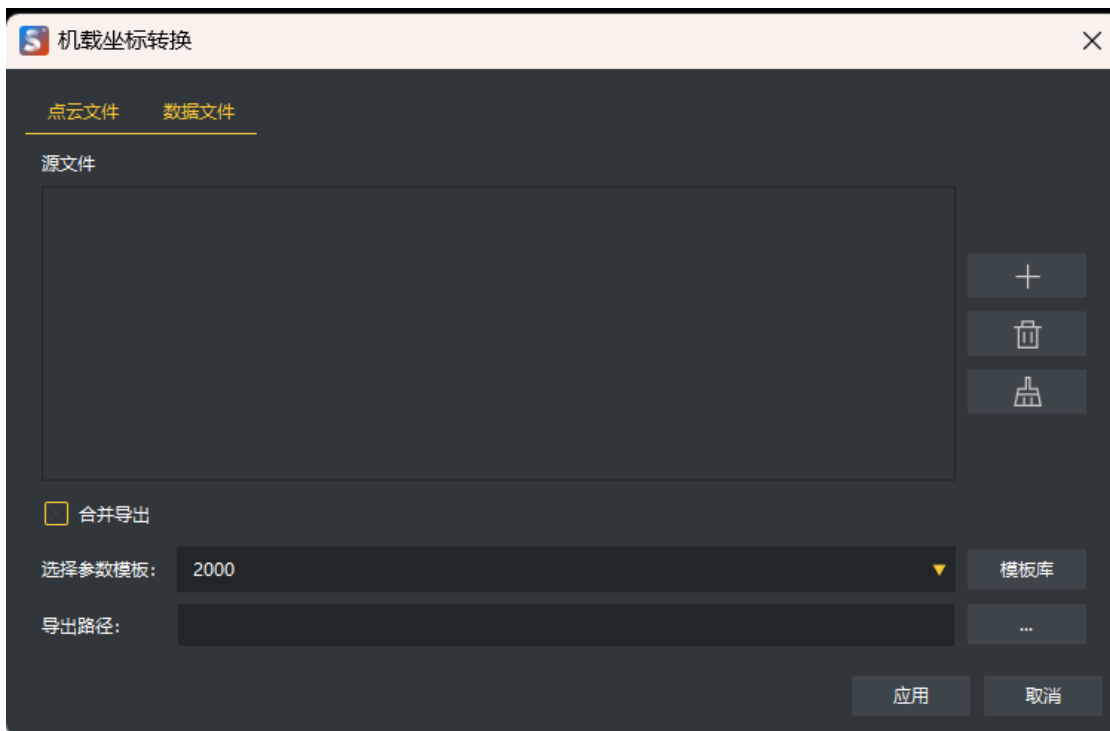 机载坐标转换
点云文件 数据文件
源文件
合并导出
选择参数模板: 2000 模板库
导出路径: ...
应用 取消